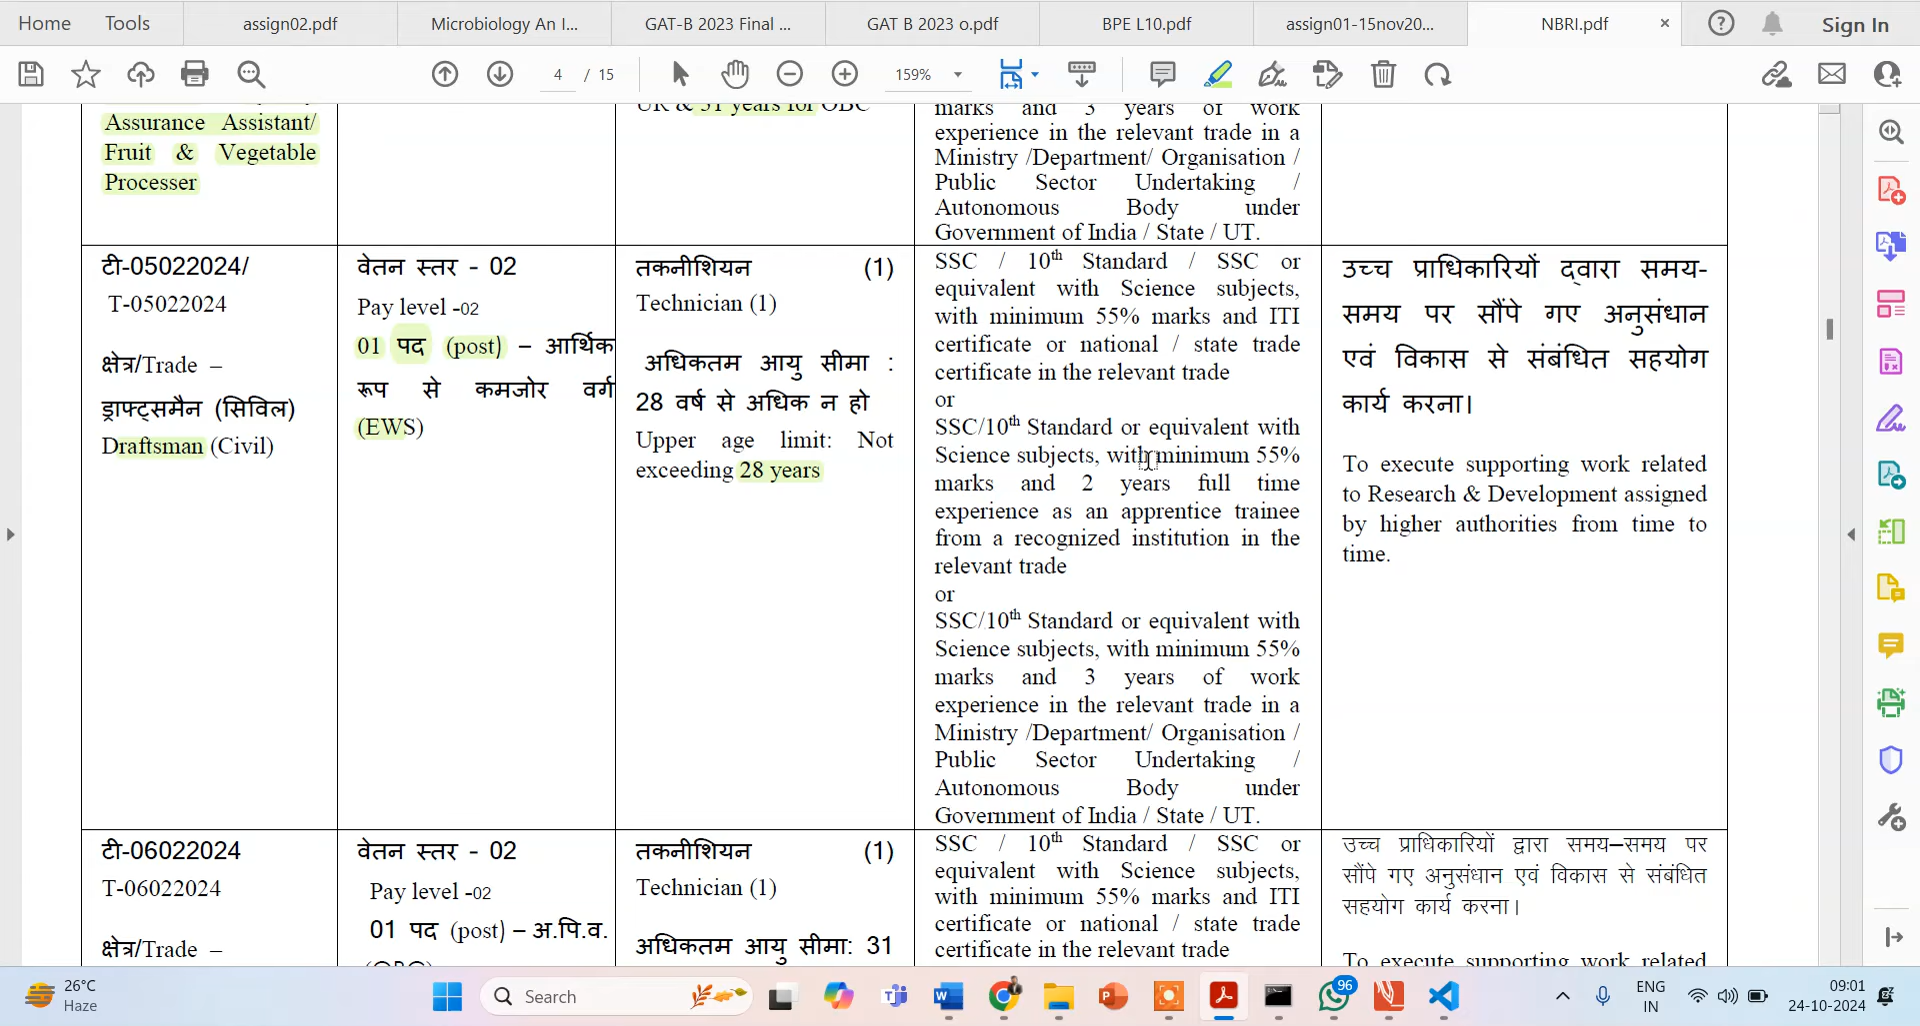 Home Tools assign02.pdf Microbiology An I... GAT-B 2023 Final ... GAT B 2023 o.pdf BPE L10.pdf assign01-15nov20... NBRI.pdf × Sign In
4 / 15 159%
Assurance Assistant/
Fruit & Vegetable
Processer
UR & 31 years for OBC
marks and 3 years of work
experience in the relevant trade in a
Ministry /Department/ Organisation /
Public Sector Undertaking /
Autonomous Body under
Government of India / State / UT.
टी-05022024/
T-05022024
क्षेत्र/Trade –
ड्राफ्ट्समैन (सिविल)
Draftsman (Civil)
वेतन स्तर - 02
Pay level -02
01 पद (post) – आर्थिक
रूप से कमजोर वर्ग
(EWS)
तकनीशियन (1)
Technician (1)
अधिकतम आयु सीमा :
28 वर्ष से अधिक न हो
Upper age limit: Not
exceeding 28 years
SSC / 10th Standard / SSC or
equivalent with Science subjects,
with minimum 55% marks and ITI
certificate or national / state trade
certificate in the relevant trade
or
SSC/10th Standard or equivalent with
Science subjects, with minimum 55%
marks and 2 years full time
experience as an apprentice trainee
from a recognized institution in the
relevant trade
or
SSC/10th Standard or equivalent with
Science subjects, with minimum 55%
marks and 3 years of work
experience in the relevant trade in a
Ministry /Department/ Organisation /
Public Sector Undertaking /
Autonomous Body under
Government of India / State / UT.
उच्च प्राधिकारियों द्वारा समय-
समय पर सौंपे गए अनुसंधान
एवं विकास से संबंधित सहयोग
कार्य करना।
To execute supporting work related
to Research & Development assigned
by higher authorities from time to
time.
टी-06022024
T-06022024
क्षेत्र/Trade –
वेतन स्तर - 02
Pay level -02
01 पद (post) – अ.पि.व.
तकनीशियन (1)
Technician (1)
अधिकतम आयु सीमा: 31
SSC / 10th Standard / SSC or
equivalent with Science subjects,
with minimum 55% marks and ITI
certificate or national / state trade
certificate in the relevant trade
उच्च प्राधिकारियों द्वारा समय–समय पर
सौंपे गए अनुसंधान एवं विकास से संबंधित
सहयोग कार्य करना।
To execute supporting work related
26°C
Haze
Search
96
ENG
IN
09:01
24-10-2024